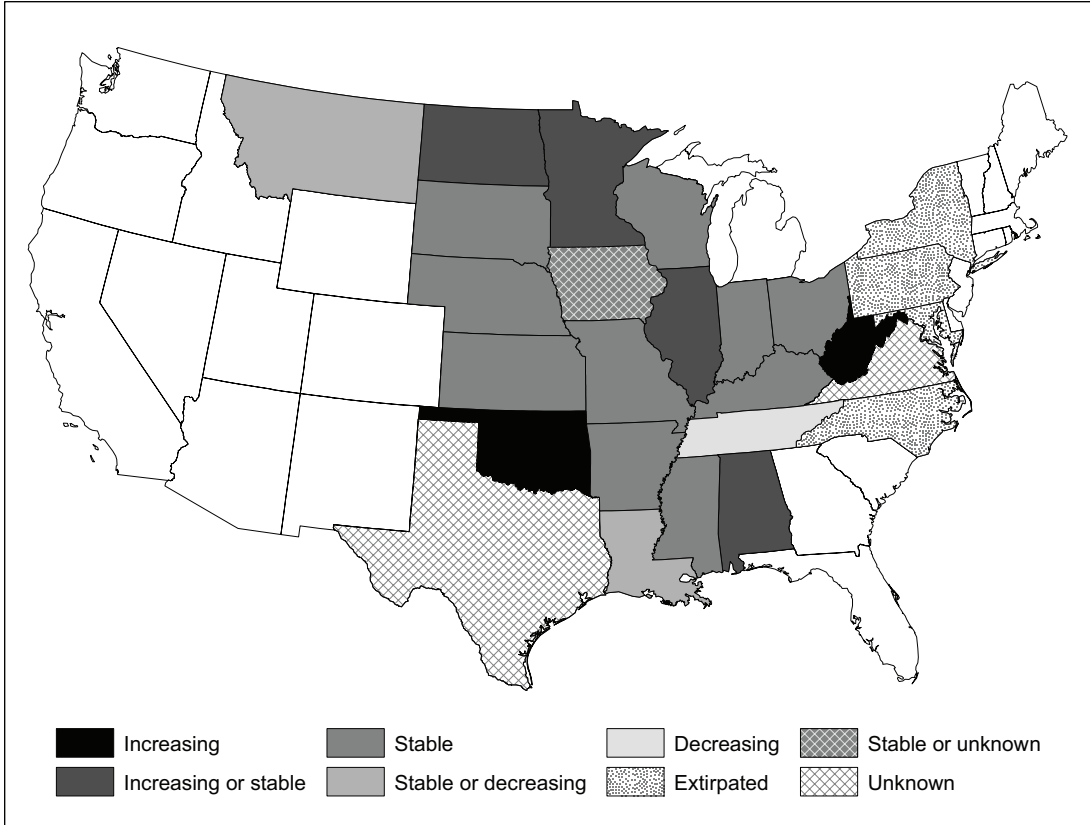 Increasing
Stable
Decreasing
Stable or unknown
Increasing or stable
Stable or decreasing
Extirpated
Unknown